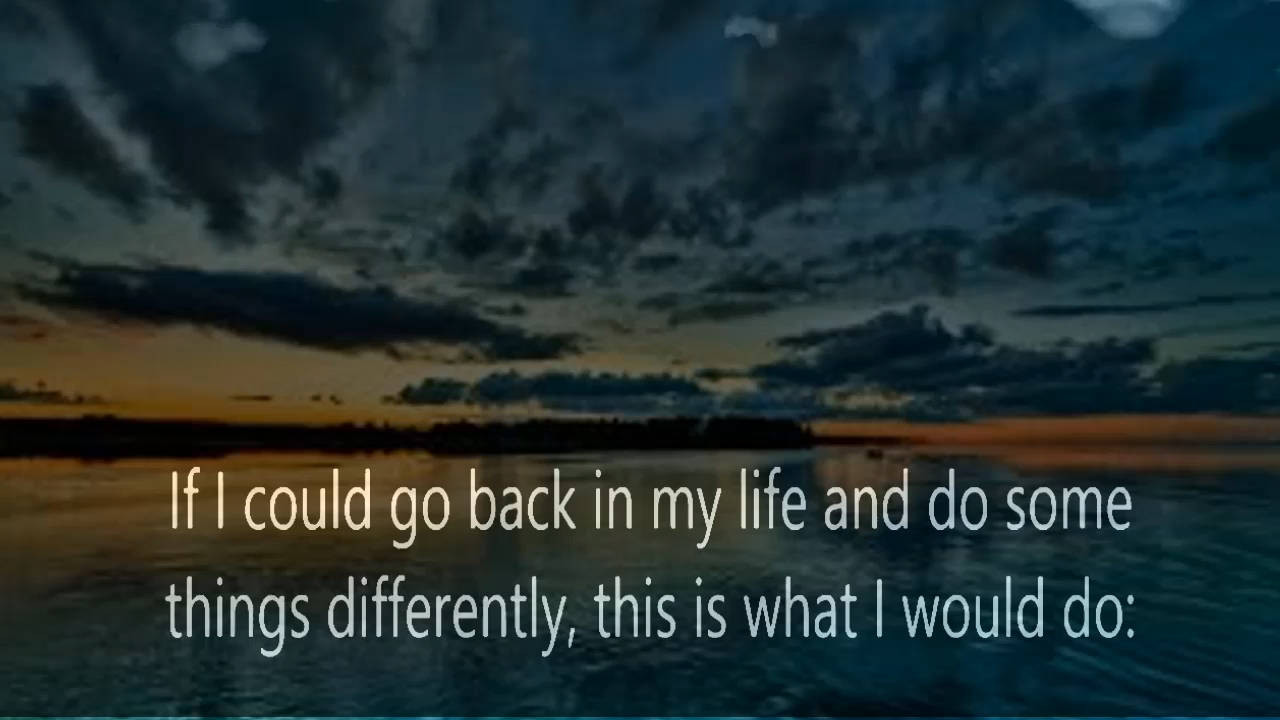 If I could go back in my life and do some
things differently, this is what I would do: